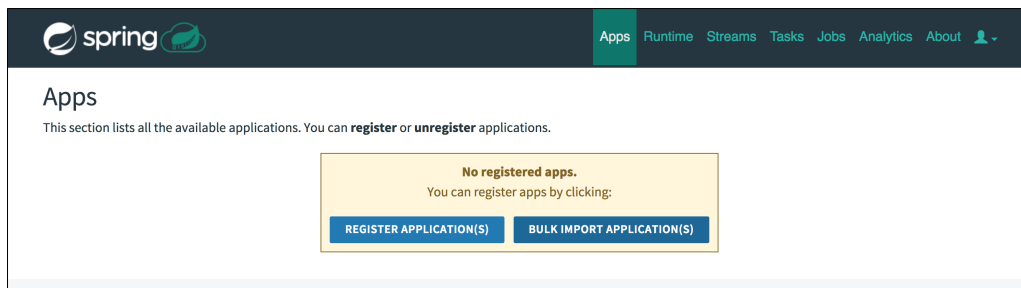 spring
Apps Runtime Streams Tasks Jobs Analytics About
Apps
This section lists all the available applications. You can register or unregister applications.
No registered apps.
You can register apps by clicking:
REGISTER APPLICATION(S) BULK IMPORT APPLICATION(S)